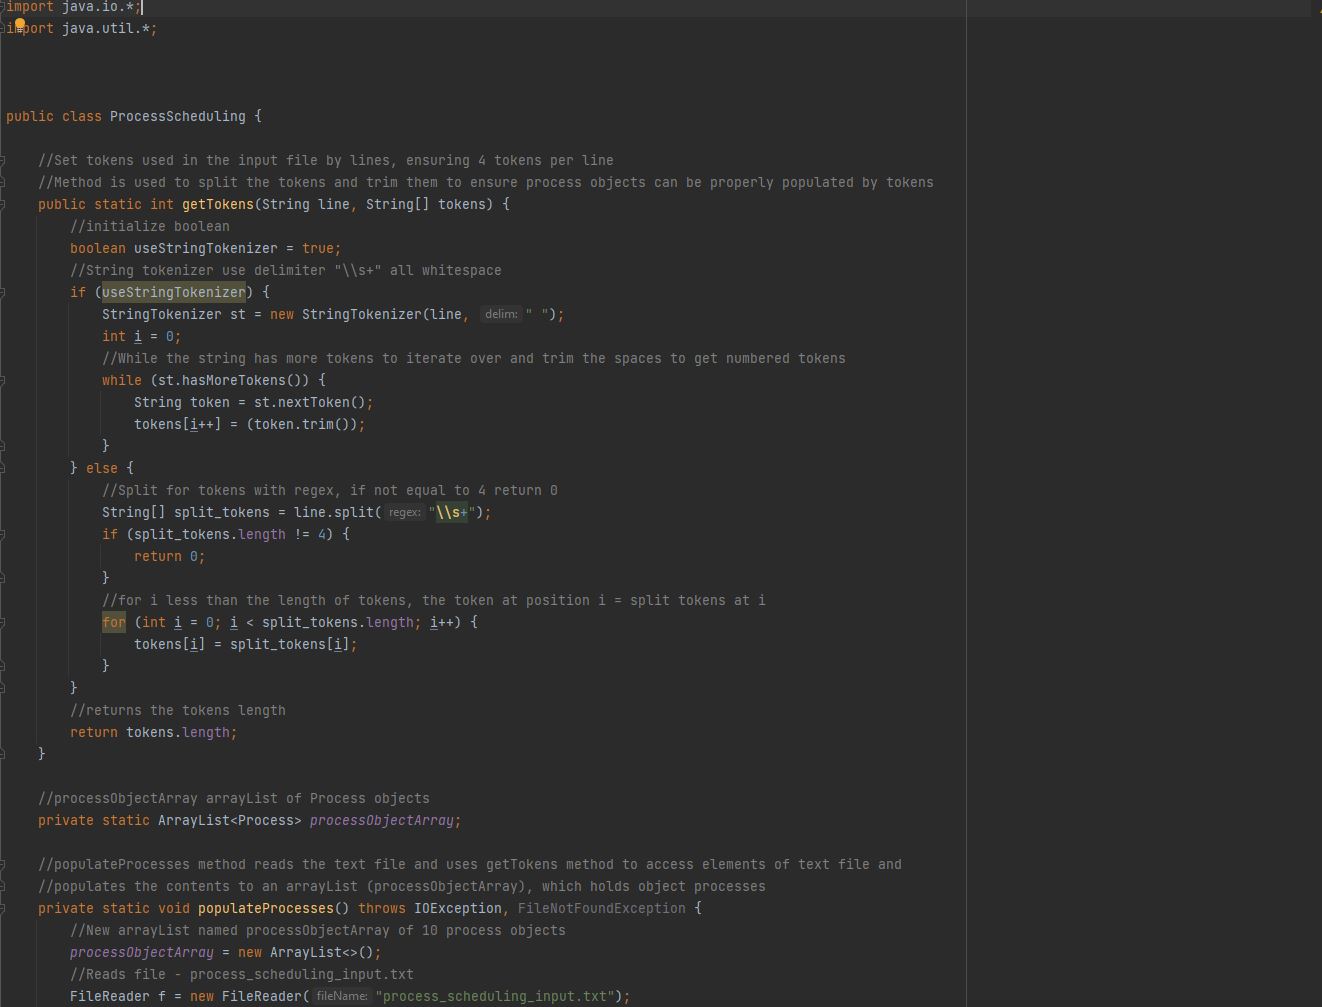 import java.io.*;
import java.util.*;
public class ProcessScheduling {
//Set tokens used in the input file by lines, ensuring 4 tokens per line
//Method is used to split the tokens and trim them to ensure process objects can be properly populated by tokens
public static int getTokens(String line, String[] tokens) {
//initialize boolean
boolean useStringTokenizer = true;
//String tokenizer use delimiter "\\s+" all whitespace
if (useStringTokenizer) {
StringTokenizer st = new StringTokenizer(line, delim: " ");
int i = 0;
//While the string has more tokens to iterate over and trim the spaces to get numbered tokens
while (st.hasMoreTokens()) {
String token = st.nextToken();
tokens[i++] = (token.trim());
}
} else {
//Split for tokens with regex, if not equal to 4 return 0
String[] split_tokens = line.split( regex: "\\s+");
if (split_tokens.length != 4) {
return 0;
}
//for i less than the length of tokens, the token at position i = split tokens at i
for (int i = 0; i < split_tokens.length; i++) {
tokens[i] = split_tokens[i];
}
}
//returns the tokens length
return tokens.length;
}
//processObjectArray arrayList of Process objects
private static ArrayList<Process> processObjectArray;
//populateProcesses method reads the text file and uses getTokens method to access elements of text file and
//populates the contents to an arrayList (processObjectArray), which holds object processes
private static void populateProcesses() throws IOException, FileNotFoundException {
//New arrayList named processObjectArray of 10 process objects
processObjectArray = new ArrayList<>();
//Reads file - process_scheduling_input.txt
FileReader f = new FileReader( fileName: "process_scheduling_input.txt");